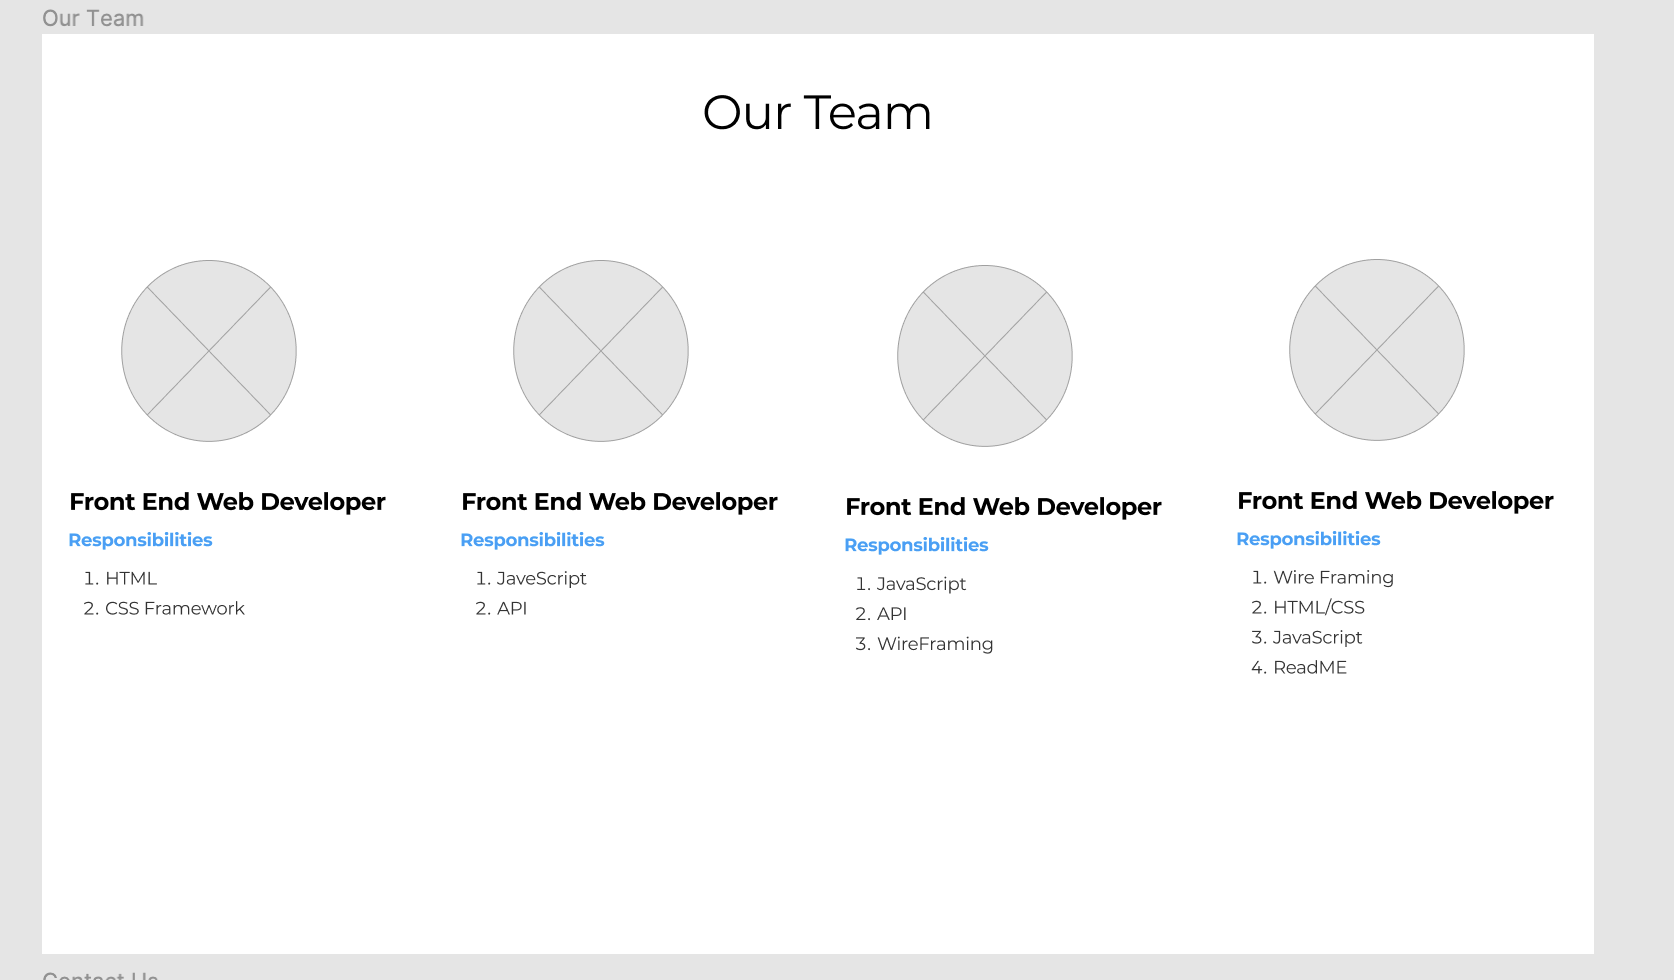 Our Team
Our Team
Front End Web Developer
Responsibilities
1. HTML
2. CSS Framework
Front End Web Developer
Responsibilities
1. JaveScript
2. API
Front End Web Developer
Responsibilities
1. JavaScript
2. API
3. WireFraming
Front End Web Developer
Responsibilities
1. Wire Framing
2. HTML/CSS
3. JavaScript
4. ReadME
Contact Us